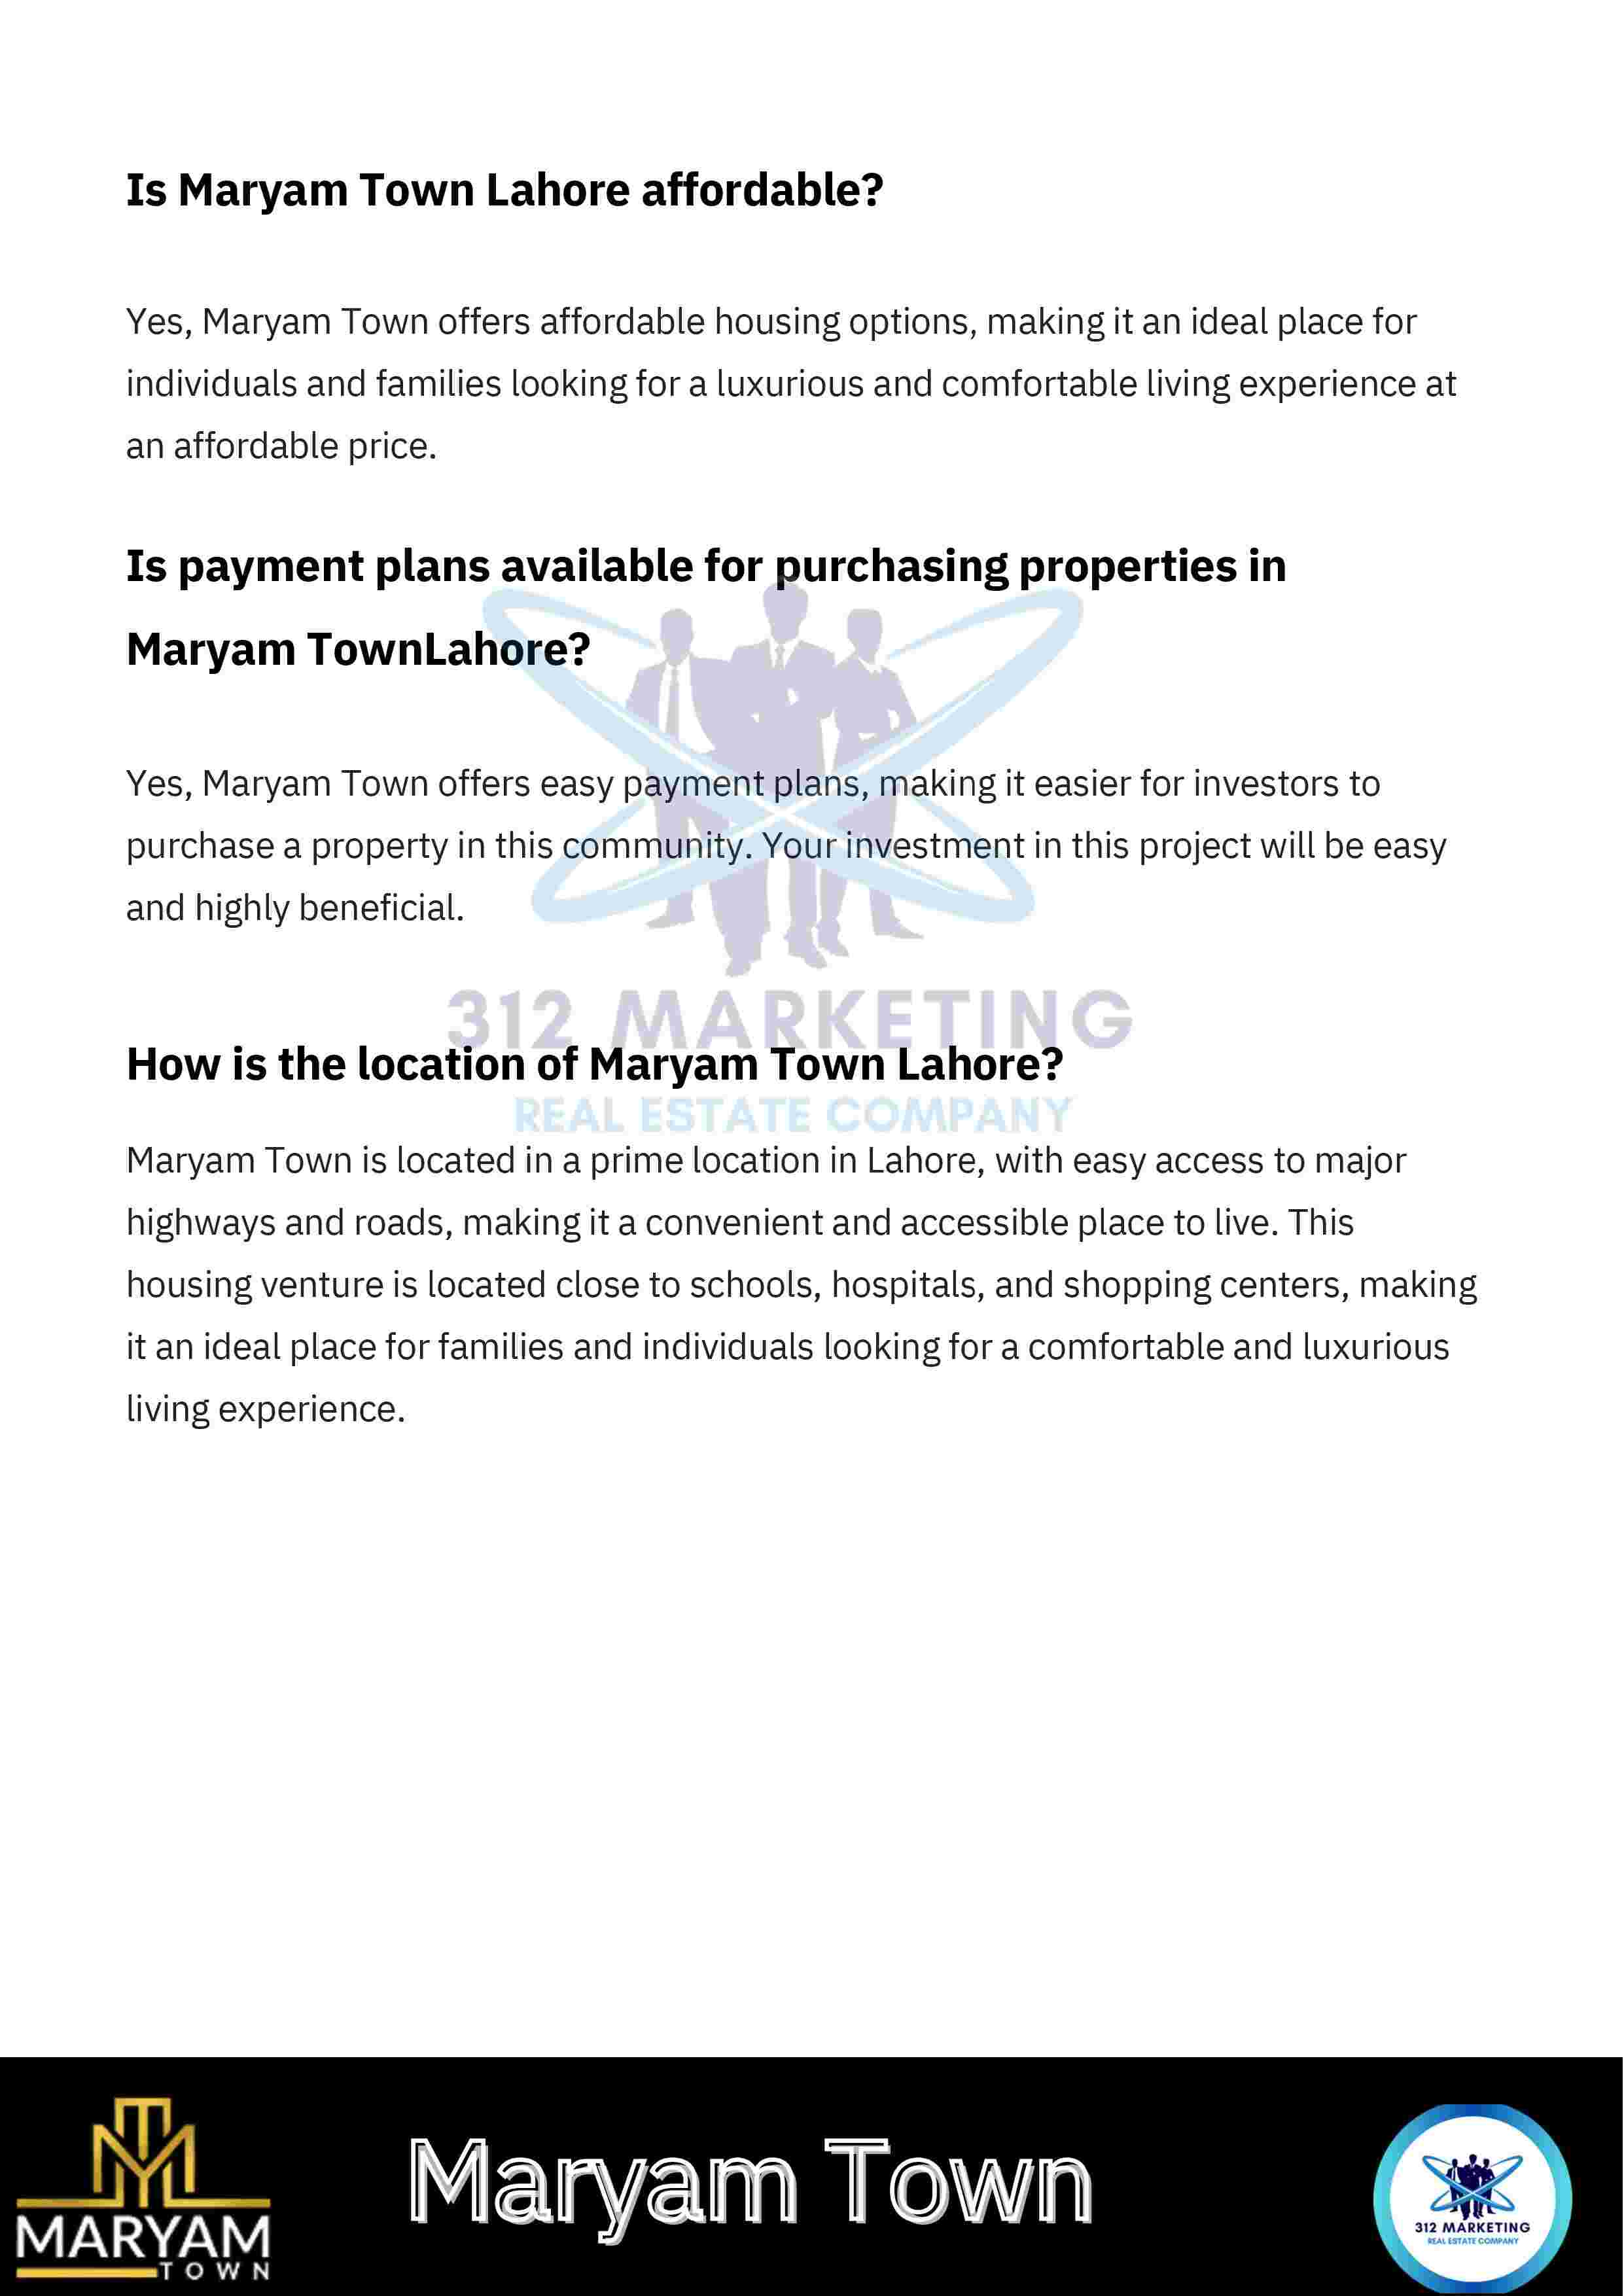 Is Maryam Town Lahore affordable?
Yes, Maryam Town offers affordable housing options, making it an ideal place for
individuals and families looking for a luxurious and comfortable living experience at
an affordable price.
Is payment plans available for purchasing properties in
Maryam TownLahore?
Yes, Maryam Town offers easy payment plans, making it easier for investors to
purchase a property in this community. Your investment in this project will be easy
and highly beneficial.
312 MARKETING
How is the location of Maryam Town Lahore?
REAL ESTATE COMPANY
Maryam Town is located in a prime location in Lahore, with easy access to major
highways and roads, making it a convenient and accessible place to live. This
housing venture is located close to schools, hospitals, and shopping centers, making
it an ideal place for families and individuals looking for a comfortable and luxurious
living experience.
MARYAM
TOWN
Maryam Town
312 MARKETING
REAL ESTATE COMPANY